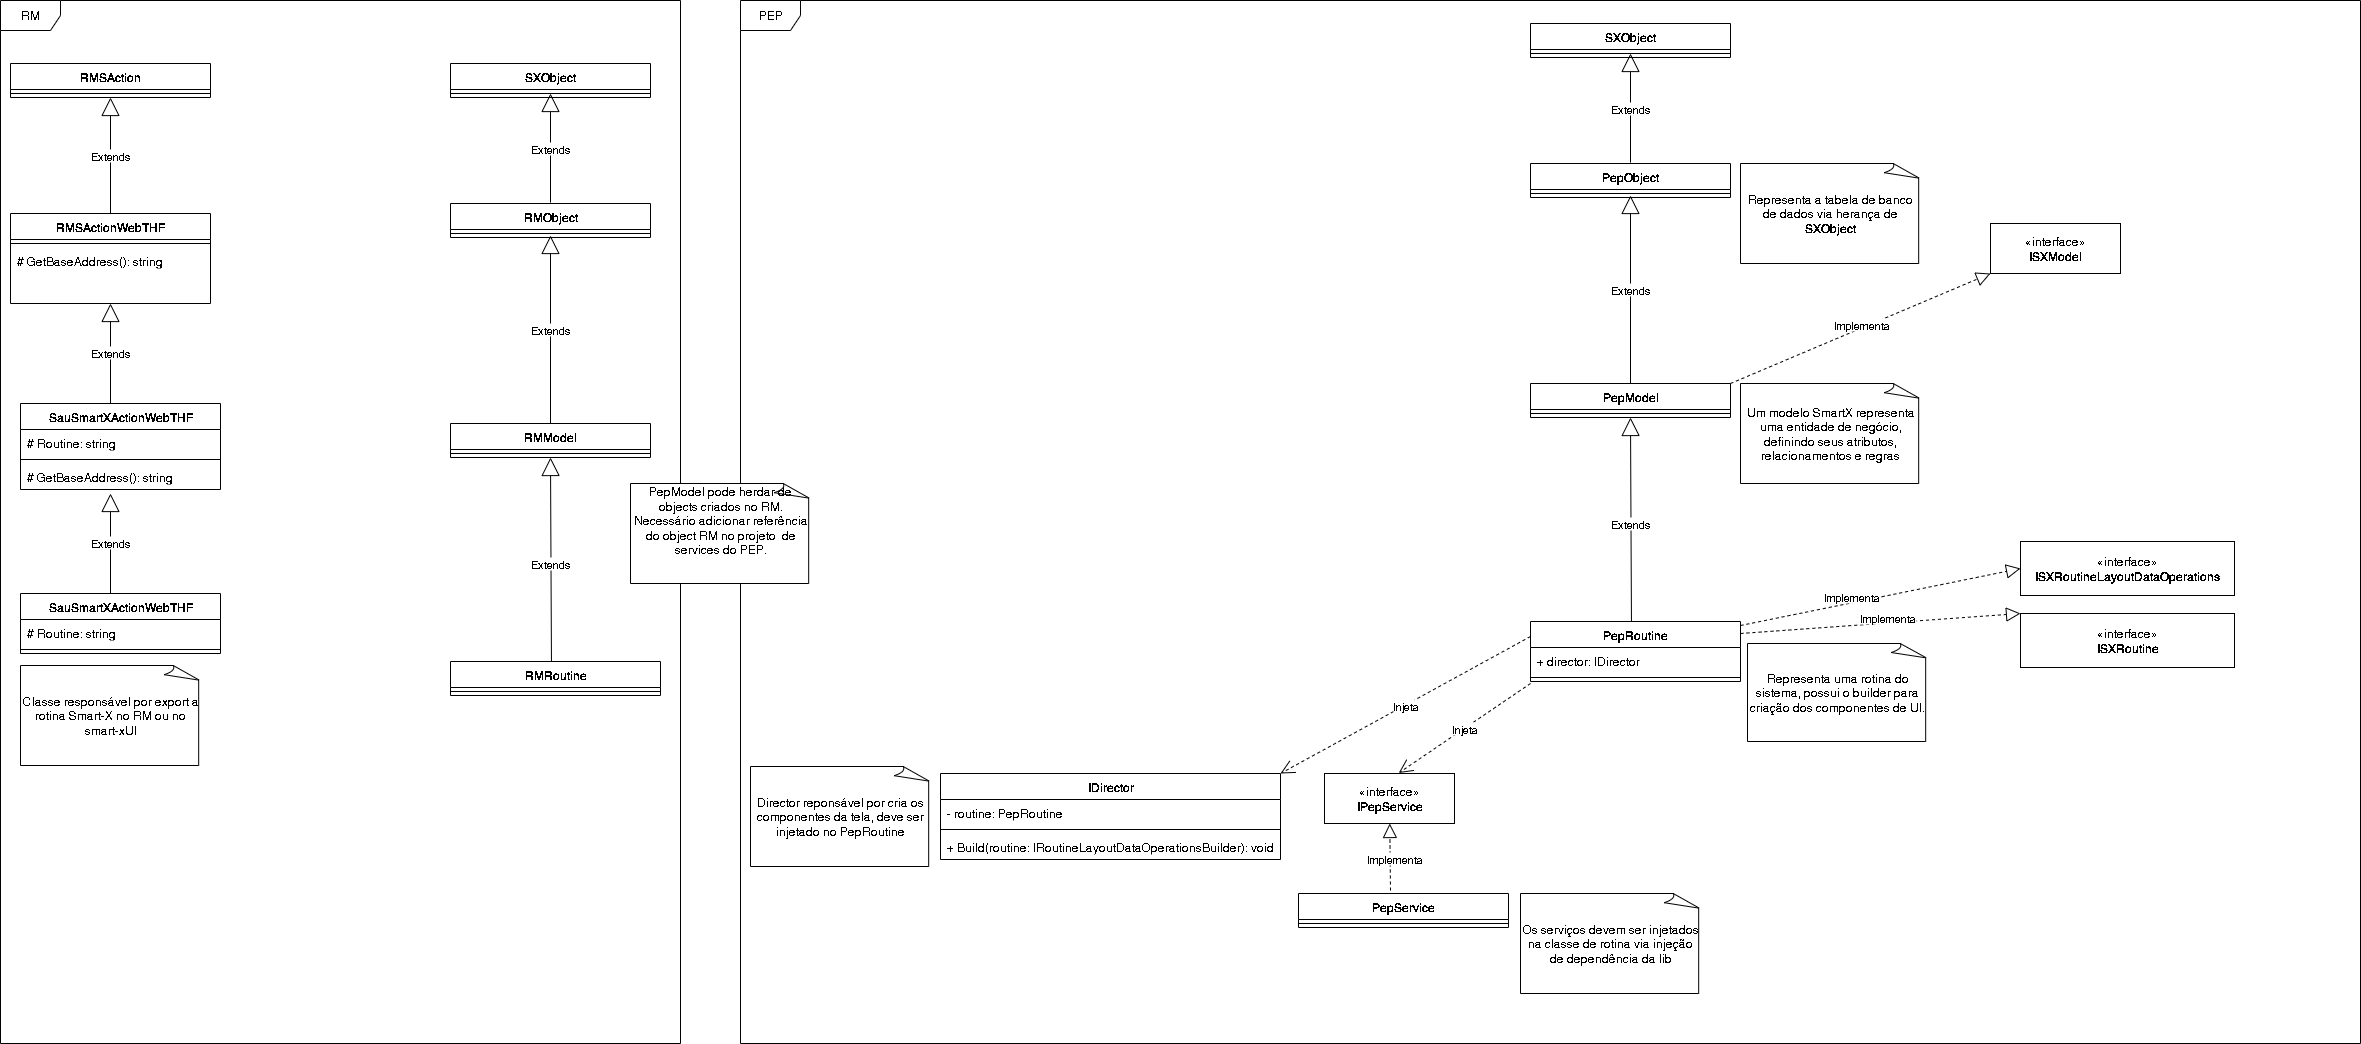 RM
RMSAction
Extends
RMSActionWebTHF
# GetBaseAddress(): string
Extends
SauSmartXActionWebTHF
# Routine: string
# GetBaseAddress(): string
Extends
SauSmartXActionWebTHF
# Routine: string
Classe responsável por export a
rotina Smart-X no RM ou no
smart-xUI
SXObject
Extends
RMObject
Extends
RMModel
Extends
RMRoutine
PepModel pode herdar de
objects criados no RM.
Necessário adicionar referência
do object RM no projeto  de
services do PEP.
PEP
SXObject
Extends
PepObject
Representa a tabela de banco
de dados via herança de
SXObject
Extends
«interface»
ISXModel
Implementa
PepModel
Um modelo SmartX representa
uma entidade de negócio,
definindo seus atributos,
relacionamentos e regras
Extends
«interface»
ISXRoutineLayoutDataOperations
Implementa
Implementa
«interface»
ISXRoutine
PepRoutine
+ director: IDirector
Representa uma rotina do
sistema, possui o builder para
criação dos componentes de UI.
Injeta
Injeta
Director reponsável por cria os
componentes da tela, deve ser
injetado no PepRoutine
IDirector
- routine: PepRoutine
+ Build(routine: IRoutineLayoutDataOperationsBuilder): void
«interface»
IPepService
Implementa
PepService
Os serviços devem ser injetados
na classe de rotina via injeção
de dependência da lib